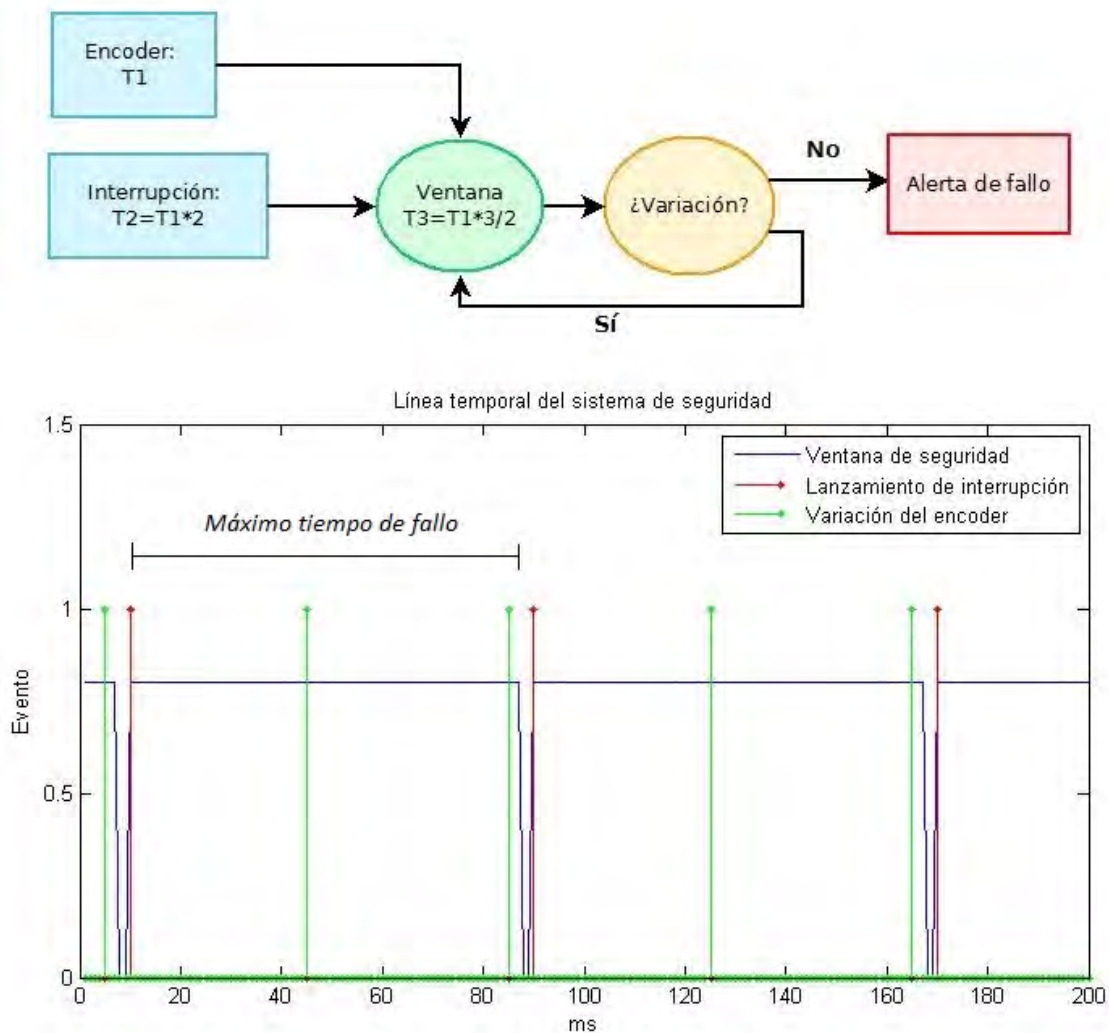 Encoder:
T1
Interrupción:
T2=T1*2
Ventana
T3=T1*3/2
¿Variación?
No
Alerta de fallo
Sí
Línea temporal del sistema de seguridad
1.5
1
0.5
0
Evento
Máximo tiempo de fallo
Ventana de seguridad
Lanzamiento de interrupción
Variación del encoder
0 20 40 60 80 100 120 140 160 180 200
ms